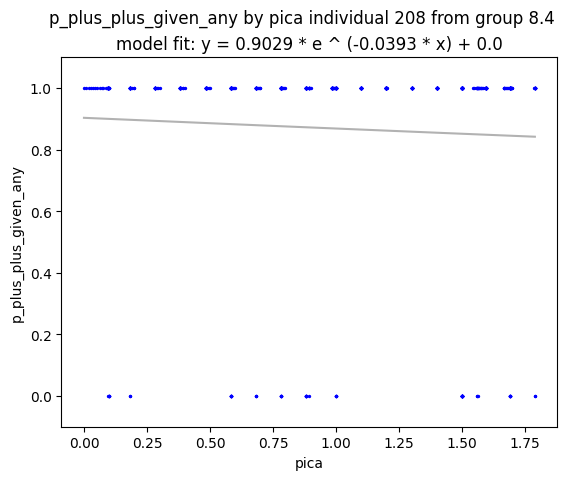 p_plus_plus_given_any by pica individual 208 from group 8.4
model fit: y = 0.9029 * e ^ (-0.0393 * x) + 0.0
1.0
0.8
0.6
0.4
0.2
0.0
p_plus_plus_given_any
0.00 0.25 0.50 0.75 1.00 1.25 1.50 1.75
pica